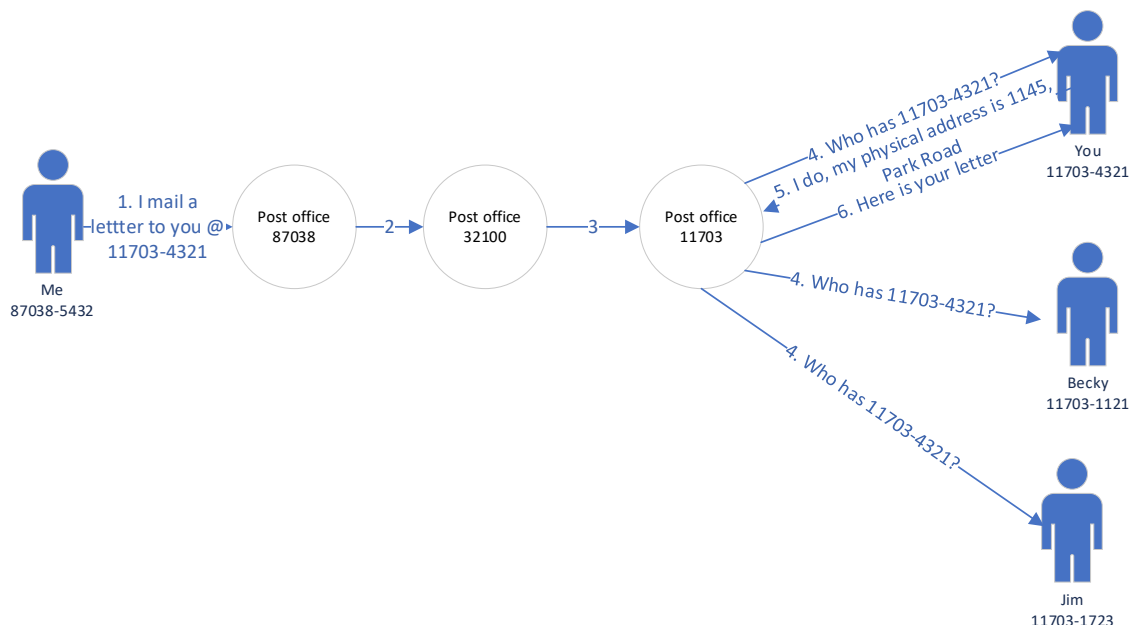 1. I mail a
lettter to you @
11703-4321
Me
87038-5432
Post office
87038
2
Post office
32100
3
Post office
11703
4. Who has 11703-4321?
5. I do, my physical address is 1145,
Park Road
6. Here is your letter
You
11703-4321
4. Who has 11703-4321?
Becky
11703-1121
4. Who has 11703-4321?
Jim
11703-1723